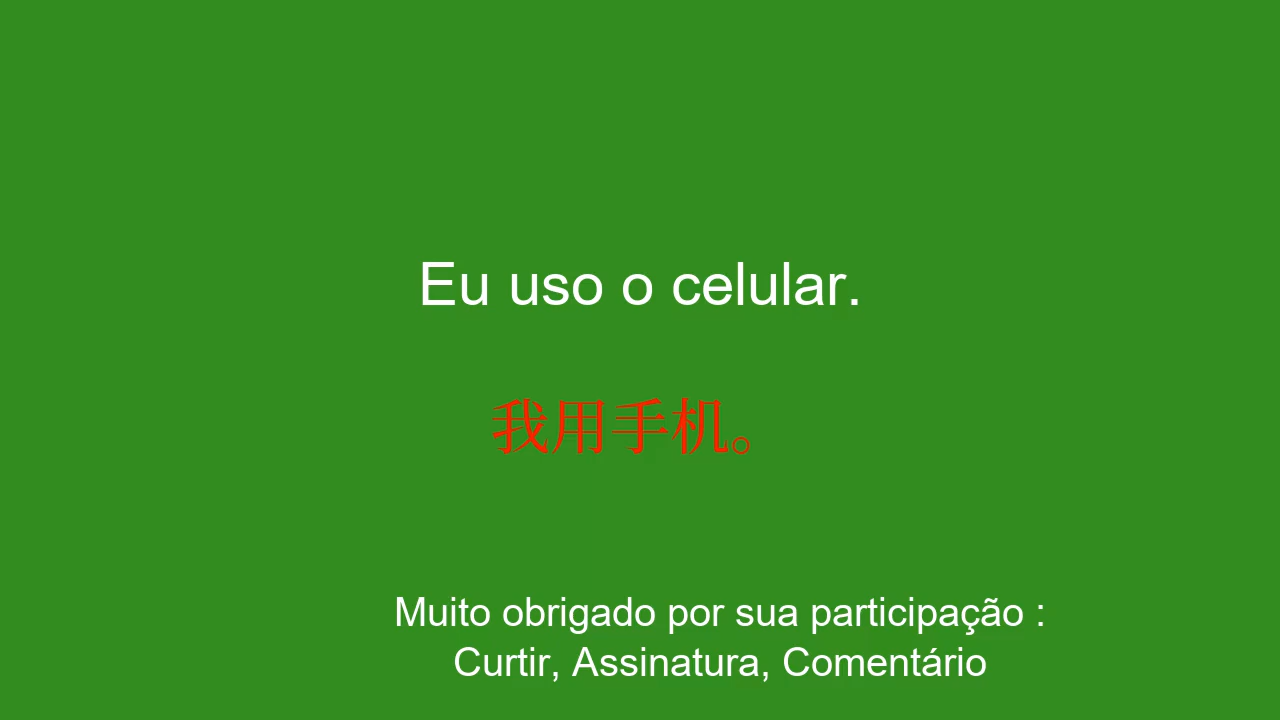 Eu uso o celular.
我用手机。
Muito obrigado por sua participação :
Curtir, Assinatura, Comentário